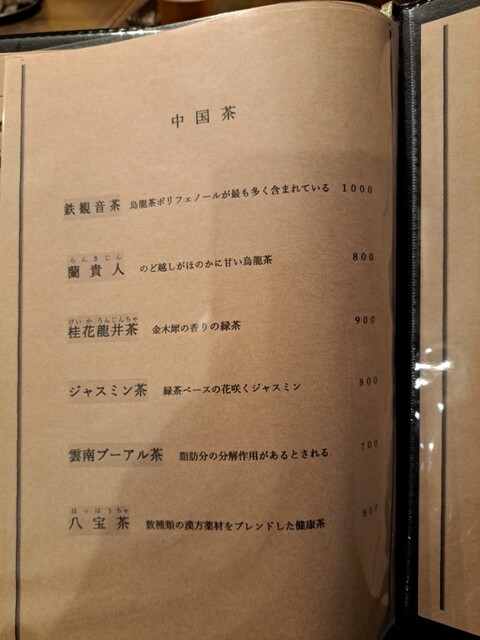 中国茶
鉄観音茶 烏龍茶ポリフェノールが最も多く含まれている 1000
らんきじん
蘭貴人 のど越しがほのかに甘い烏龍茶 800
けいかろんじんちゃ
桂花龍井茶 金木犀の香りの緑茶 900
ジャスミン茶 緑茶ベースの花咲くジャスミン 800
雲南プーアル茶 脂肪分の分解作用があるとされる 700
はっぽうちゃ
八宝茶 数種類の漢方薬材をブレンドした健康茶 800